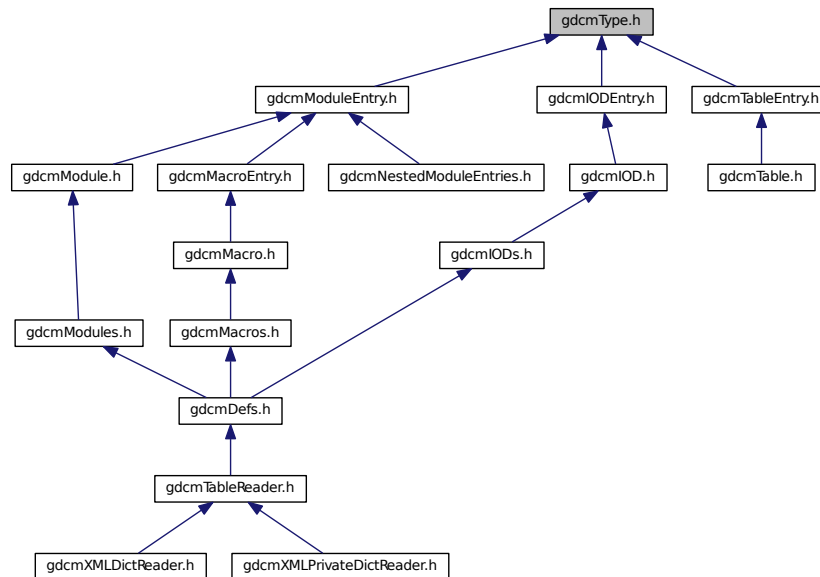 gdcmType.h
gdcmModuleEntry.h
gdcmIODEntry.h
gdcmTableEntry.h
gdcmModule.h
gdcmMacroEntry.h
gdcmNestedModuleEntries.h
gdcmIOD.h
gdcmTable.h
gdcmMacro.h
gdcmIODs.h
gdcmModules.h
gdcmMacros.h
gdcmDefs.h
gdcmTableReader.h
gdcmXMLDictReader.h
gdcmXMLPrivateDictReader.h